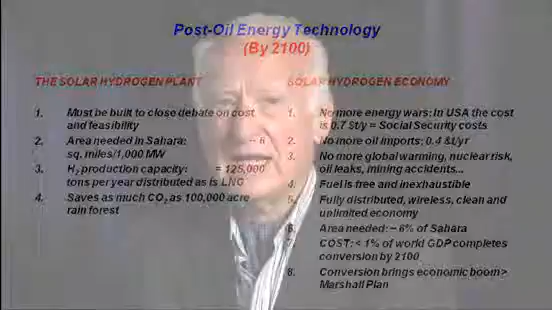 Post-Oil Energy Technology
(By 2100)
THE SOLAR HYDROGEN PLANT
1. Must be built to close debate on cost
and feasibility
2. Area needed in Sahara: ~ 6
sq. miles/1,000 MW
3. H2 production capacity: = 125,000
tons per year distributed as is LNG
4. Saves as much CO2 as 100,000 acre
rain forest
SOLAR HYDROGEN ECONOMY
1. No more energy wars: In USA the cost
is 0.7 $t/y = Social Security costs
2. No more oil imports: 0.4 $t/yr
3. No more global warming, nuclear risk,
oil leaks, mining accidents...
4. Fuel is free and inexhaustible
5. Fully distributed, wireless, clean and
unlimited economy
6. Area needed: ~ 6% of Sahara
7. COST: < 1% of world GDP completes
conversion by 2100
8. Conversion brings economic boom >
Marshall Plan